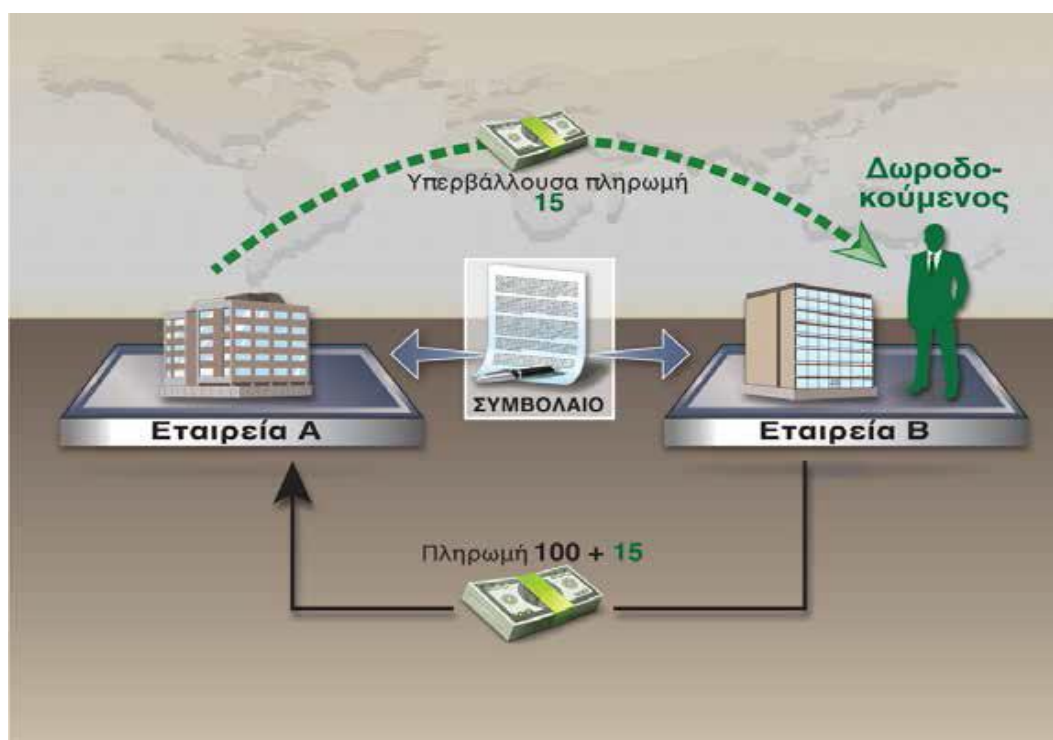 Υπερβάλλουσα πληρωμή
15
Δωροδο-
κούμενος
ΣΥΜΒΟΛΑΙΟ
Εταιρεία Α
Εταιρεία Β
Πληρωμή 100 + 15